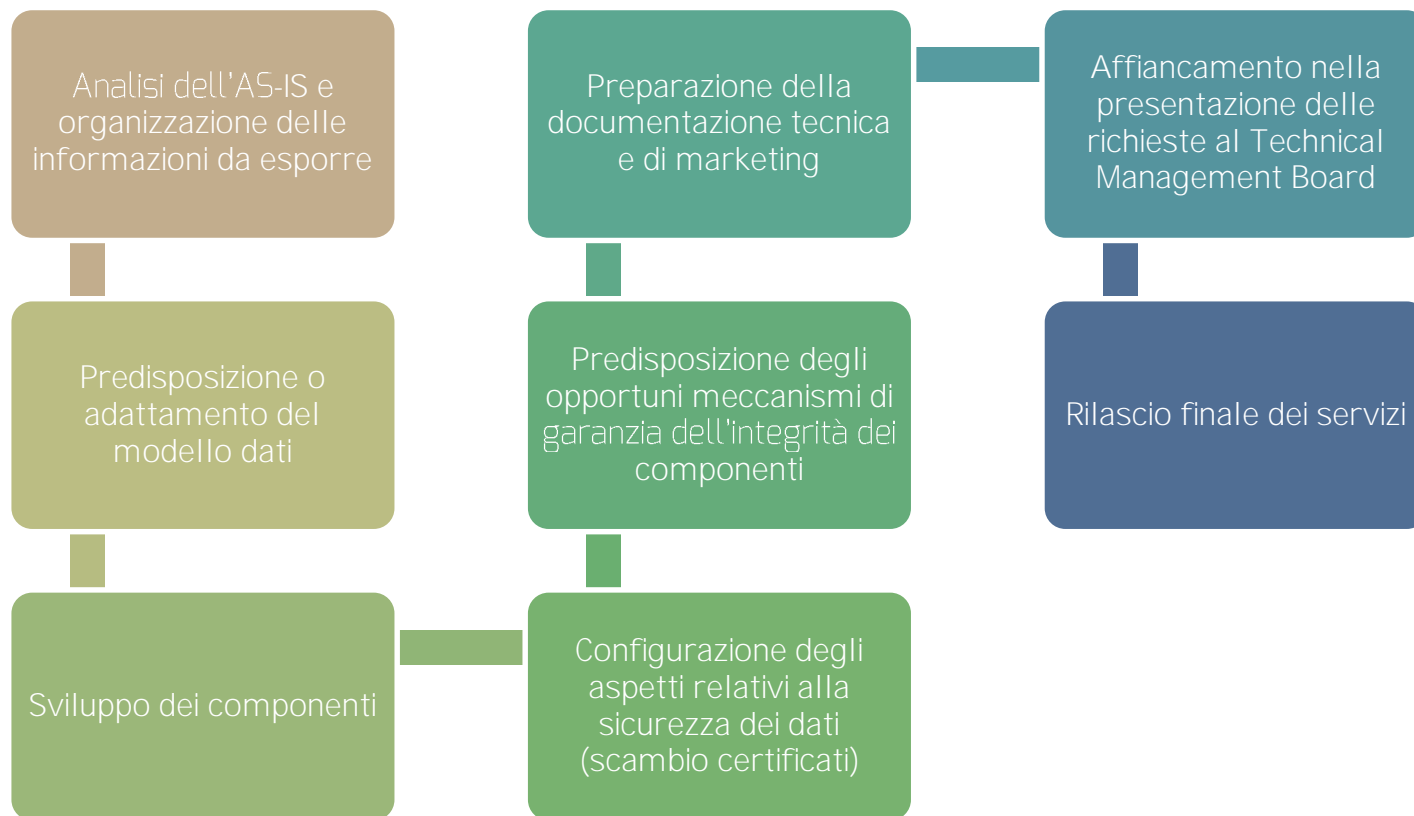 Analisi dell'AS-IS e
organizzazione delle
informazioni da esporre
Predisposizione o
adattamento del
modello dati
Sviluppo dei componenti
Configurazione degli
aspetti relativi alla
sicurezza dei dati
(scambio certificati)
Predisposizione degli
opportuni meccanismi di
garanzia dell'integrità dei
componenti
Preparazione della
documentazione tecnica
e di marketing
Affiancamento nella
presentazione delle
richieste al Technical
Management Board
Rilascio finale dei servizi